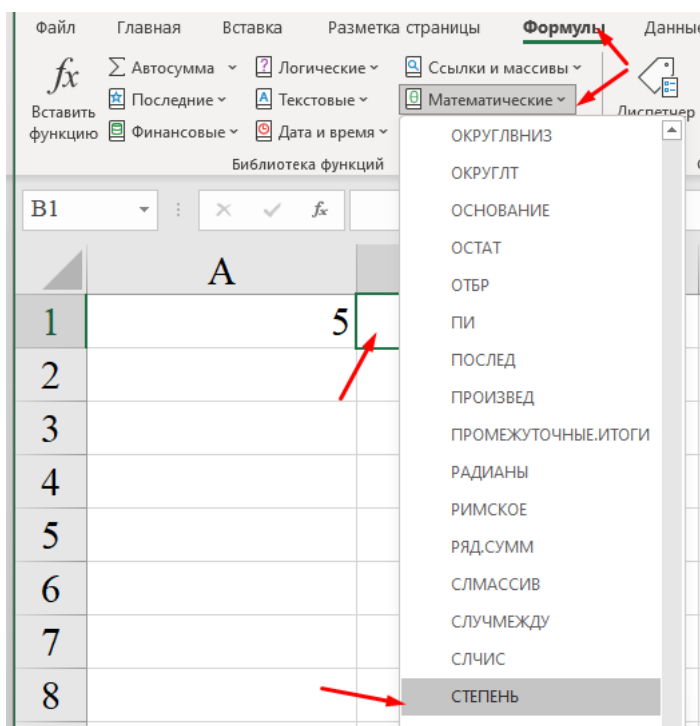 Файл Главная Вставка Разметка страницы Формулы Данные
Автосумма Логические Ссылки и массивы
Последние Текстовые Математические
Финансовые Дата и время
fx
Вставить
функцию
Диспетчер
Библиотека функций
B1
fx
A
1 5
2
3
4
5
6
7
8
ОКРУГЛВНИЗ
ОКРУГЛТ
ОСНОВАНИЕ
ОСТАТ
ОТБР
ПИ
ПОСЛЕД
ПРОИЗВЕД
ПРОМЕЖУТОЧНЫЕ.ИТОГИ
РАДИАНЫ
РИМСКОЕ
РЯД.СУММ
СЛМАССИВ
СЛУЧМЕЖДУ
СЛЧИС
СТЕПЕНЬ